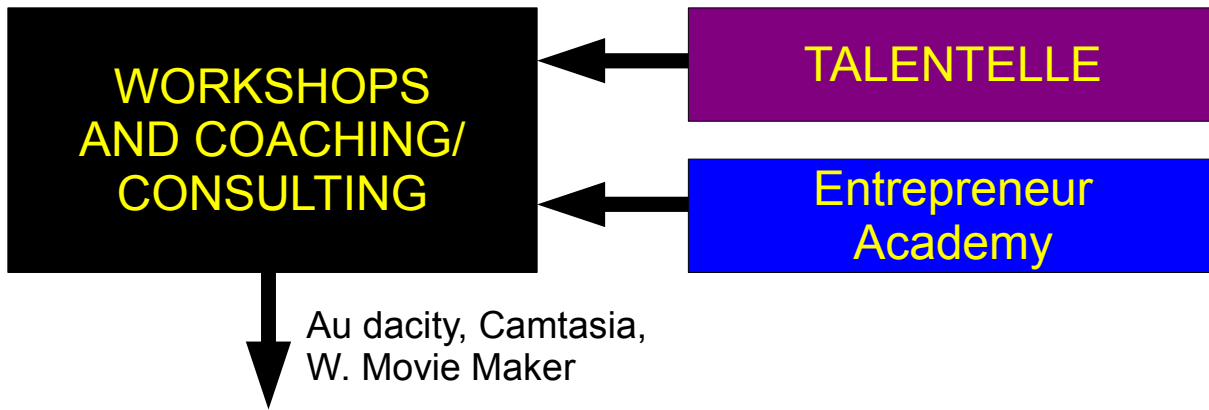 WORKSHOPS
AND COACHING/
CONSULTING
TALENTELLE
Entrepreneur
Academy
Au dacity, Camtasia,
W. Movie Maker